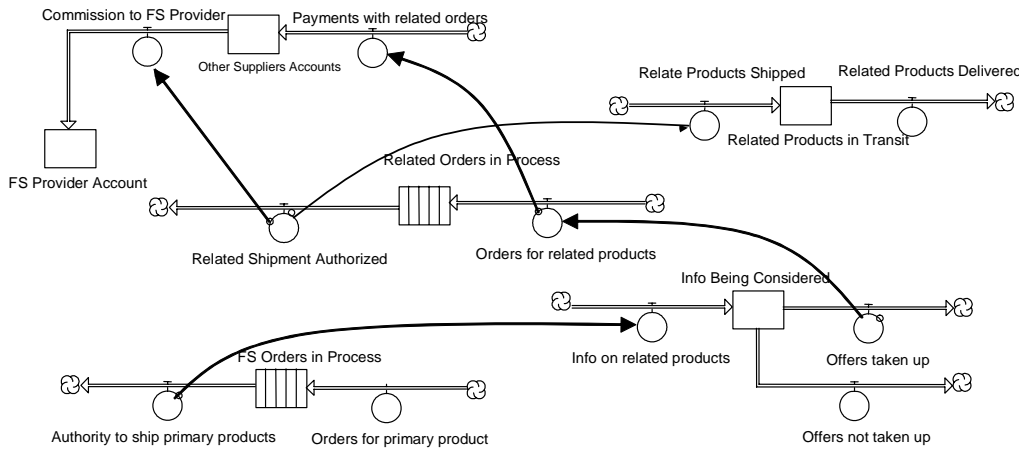 Commission to FS Provider
Payments with related orders
Other Suppliers Accounts
Relate Products Shipped
Related Products Delivered
Related Products in Transit
FS Provider Account
Related Orders in Process
Related Shipment Authorized
Orders for related products
Info Being Considered
Info on related products
Offers taken up
FS Orders in Process
Authority to ship primary products
Orders for primary product
Offers not taken up